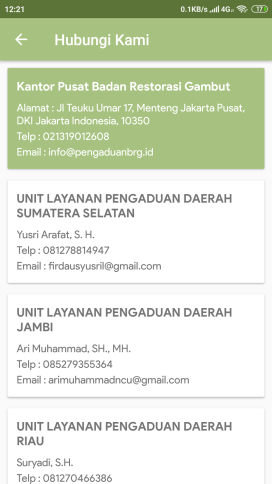 12:21
0.1KB/s 4G 17
Hubungi Kami
Kantor Pusat Badan Restorasi Gambut
Alamat : Jl Teuku Umar 17, Menteng Jakarta Pusat,
DKI Jakarta Indonesia, 10350
Telp : 021319012608
Email : info@pengaduanbrg.id
UNIT LAYANAN PENGADUAN DAERAH
SUMATERA SELATAN
Yusri Arafat, S. H.
Telp : 081278814947
Email : firdausyusril@gmail.com
UNIT LAYANAN PENGADUAN DAERAH
JAMBI
Ari Muhammad, SH., MH.
Telp : 085279355364
Email : arimuhammadncu@gmail.com
UNIT LAYANAN PENGADUAN DAERAH
RIAU
Suryadi, S.H.
Telp : 081270466386